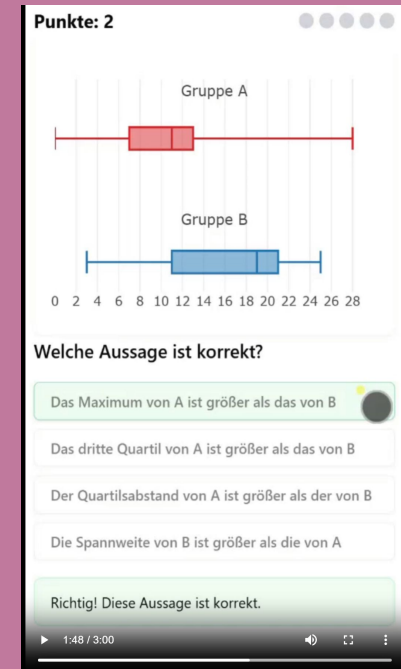 Punkte: 2
Gruppe A
Gruppe B
0 2 4 6 8 10 12 14 16 18 20 22 24 26 28
Welche Aussage ist korrekt?
Das Maximum von A ist größer als das von B
Das dritte Quartil von A ist größer als das von B
Der Quartilsabstand von A ist größer als der von B
Die Spannweite von B ist größer als die von A
Richtig! Diese Aussage ist korrekt.
1:48 / 3:00